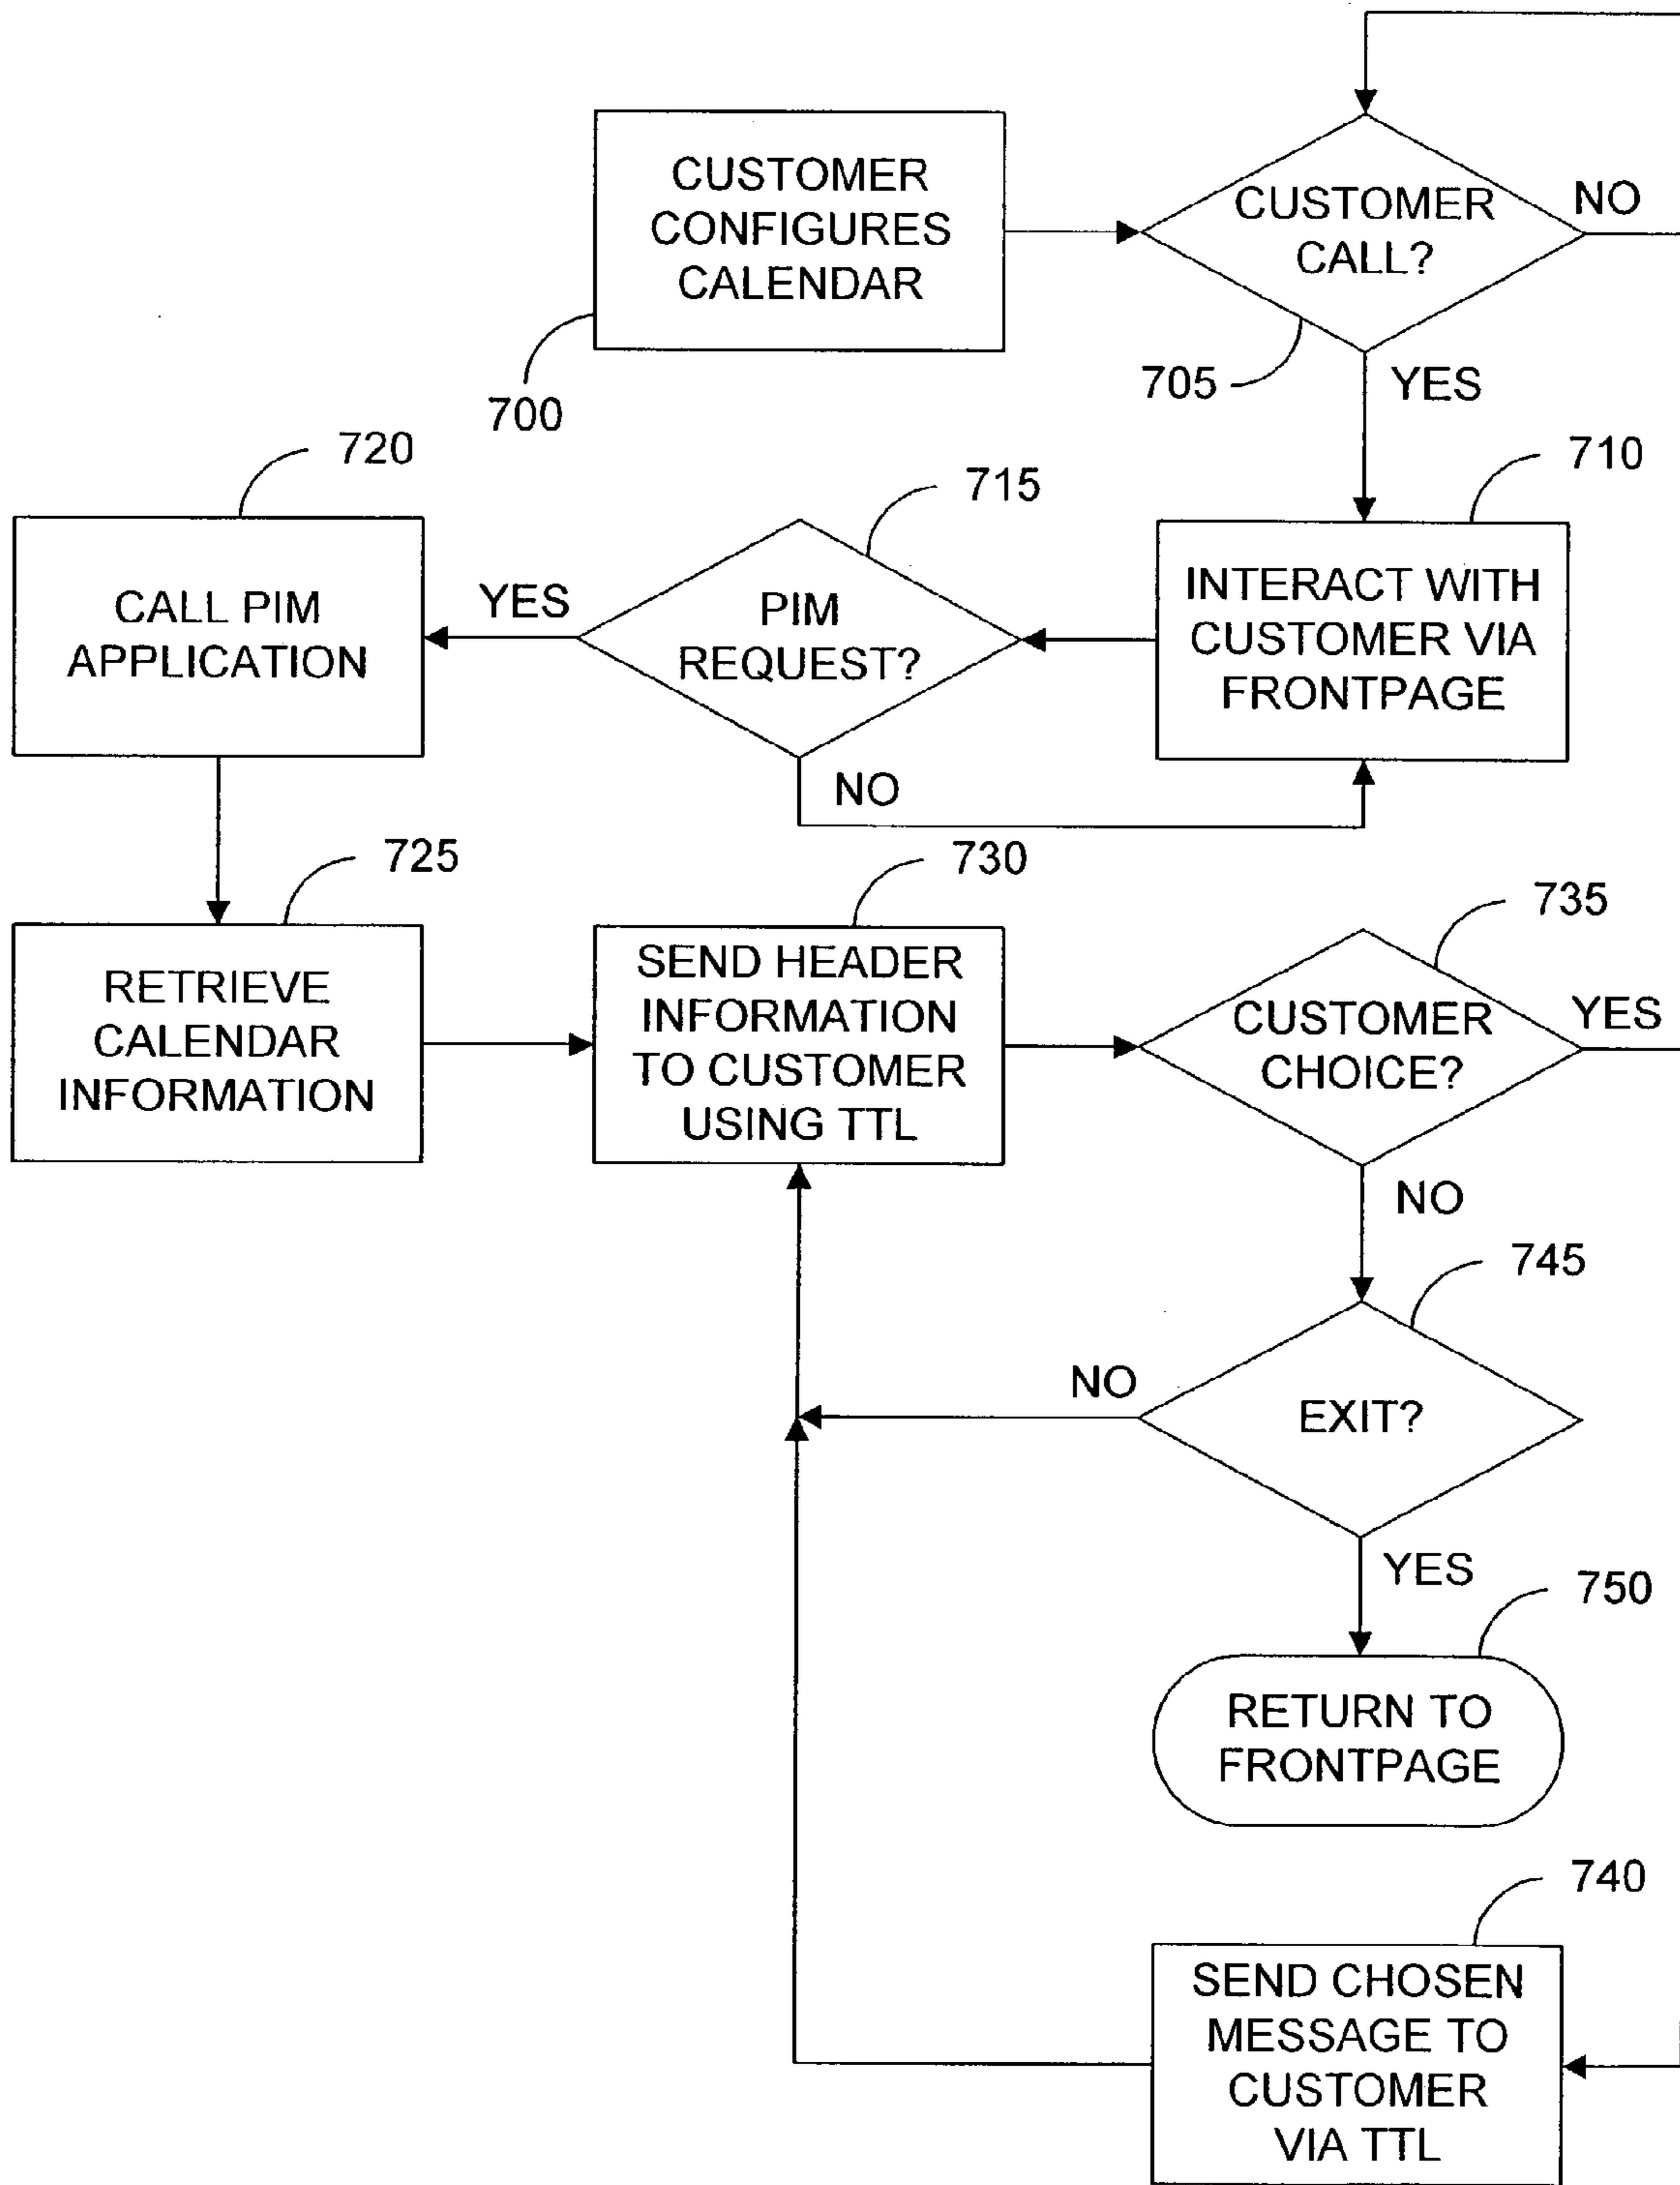 CUSTOMER
CONFIGURES
CALENDAR
700
CUSTOMER
CALL?
NO
705
YES
720
715
710
CALL PIM
APPLICATION
YES
PIM
REQUEST?
NO
INTERACT WITH
CUSTOMER VIA
FRONTPAGE
725
730
735
RETRIEVE
CALENDAR
INFORMATION
SEND HEADER
INFORMATION
TO CUSTOMER
USING TTL
CUSTOMER
CHOICE?
YES
NO
745
NO
EXIT?
YES
750
RETURN TO
FRONTPAGE
740
SEND CHOSEN
MESSAGE TO
CUSTOMER
VIA TTL